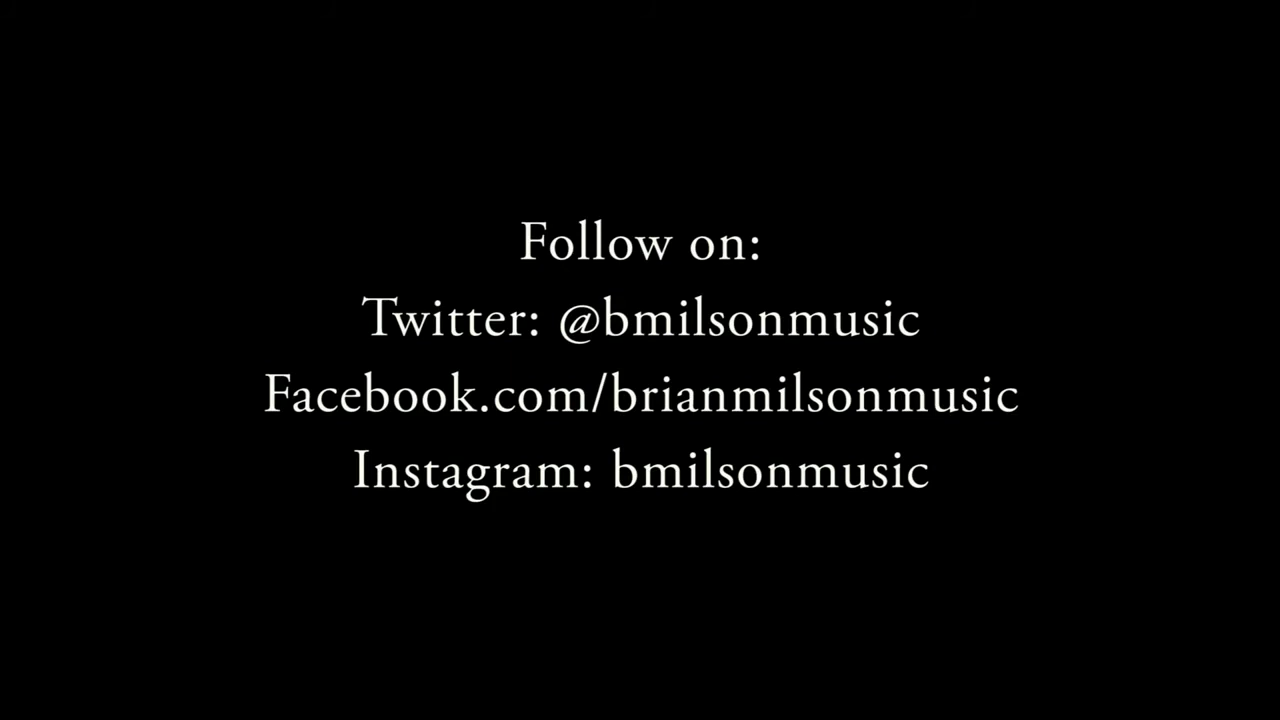 Follow on:
Twitter: @bmilsonmusic
Facebook.com/brianmilsonmusic
Instagram: bmilsonmusic